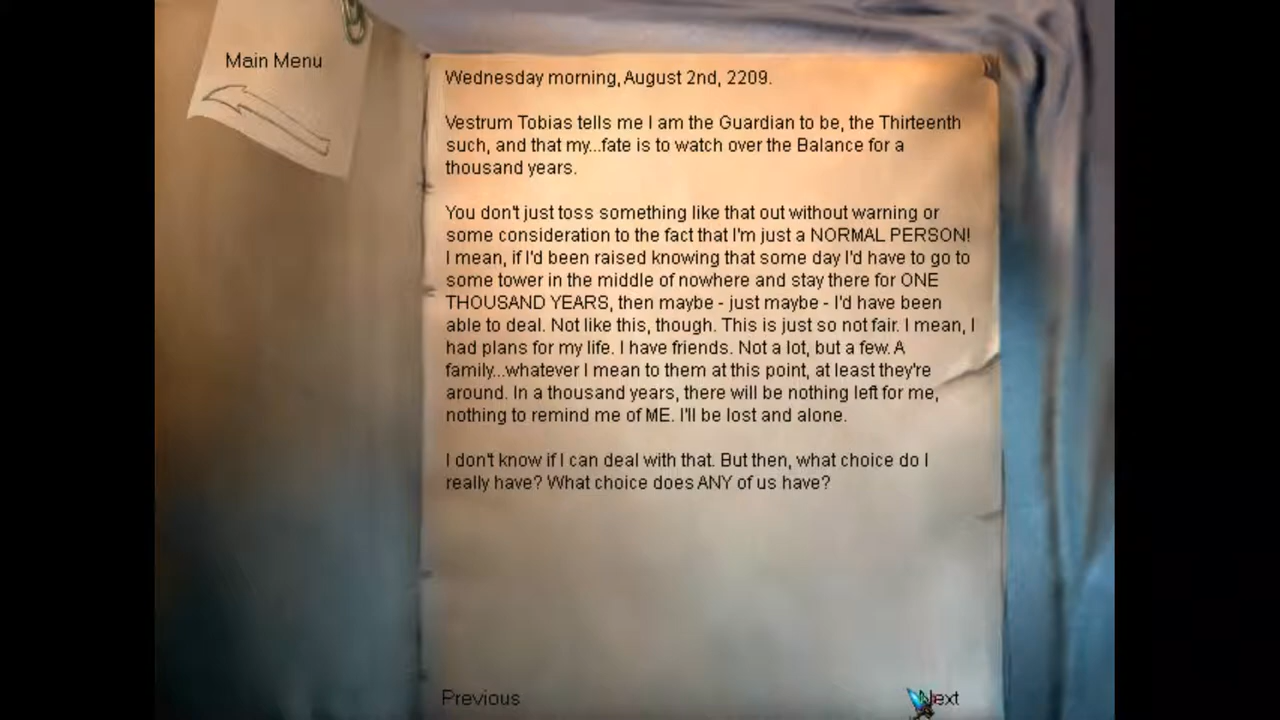 Main Menu
Wednesday morning, August 2nd, 2209.
Vestrum Tobias tells me I am the Guardian to be, the Thirteenth
such, and that my...fate is to watch over the Balance for a
thousand years.
You don't just toss something like that out without warning or
some consideration to the fact that I'm just a NORMAL PERSON!
I mean, if I'd been raised knowing that some day I'd have to go to
some tower in the middle of nowhere and stay there for ONE
THOUSAND YEARS, then maybe - just maybe - I'd have been
able to deal. Not like this, though. This is just so not fair. I mean, I
had plans for my life. I have friends. Not a lot, but a few. A
family...whatever I mean to them at this point, at least they're
around. In a thousand years, there will be nothing left for me,
nothing to remind me of ME. I'll be lost and alone.
I don't know if I can deal with that. But then, what choice do I
really have? What choice does ANY of us have?
Previous
Next